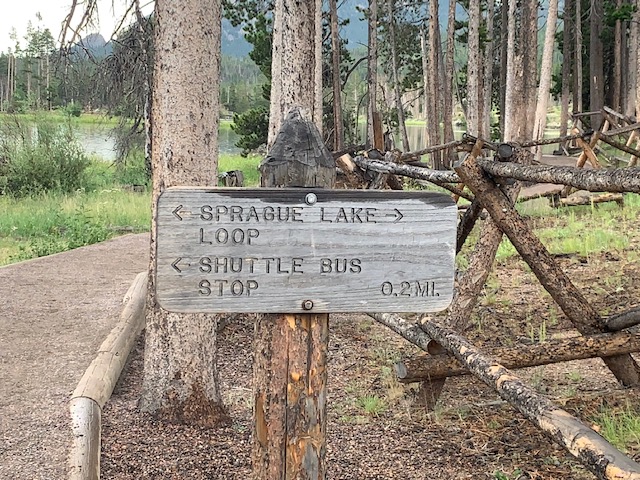 < SPRAGUE LAKE ->
LOOP
< SHUTTLE BUS
STOP 0.2 MI.